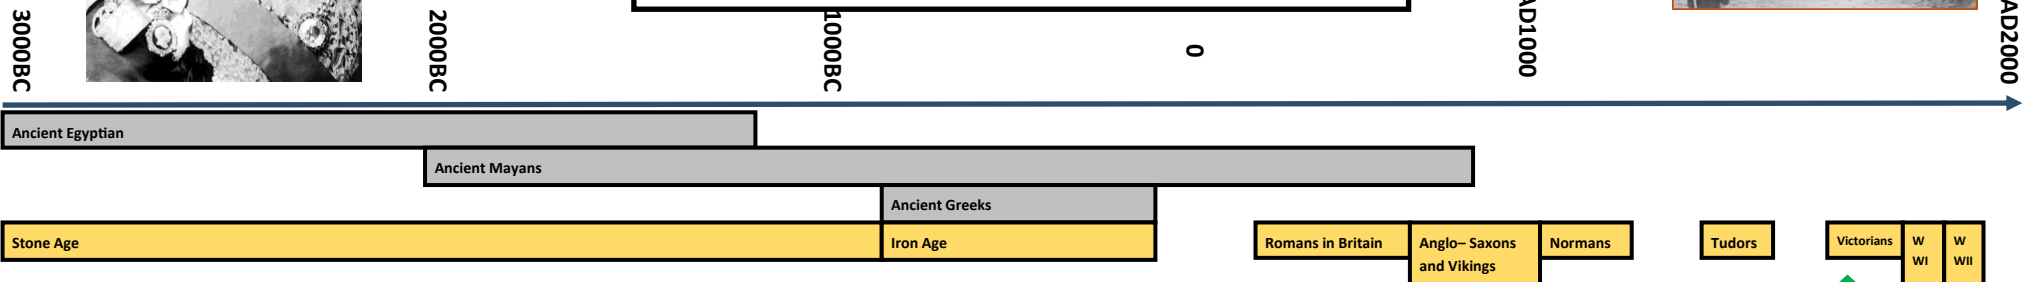 3000BC
2000BC
1000BC
0
AD1000
AD2000
Ancient Egyptian
Ancient Mayans
Ancient Greeks
Stone Age
Iron Age
Romans in Britain
Anglo– Saxons
and Vikings
Normans
Tudors
Victorians
W
WI
W
WII